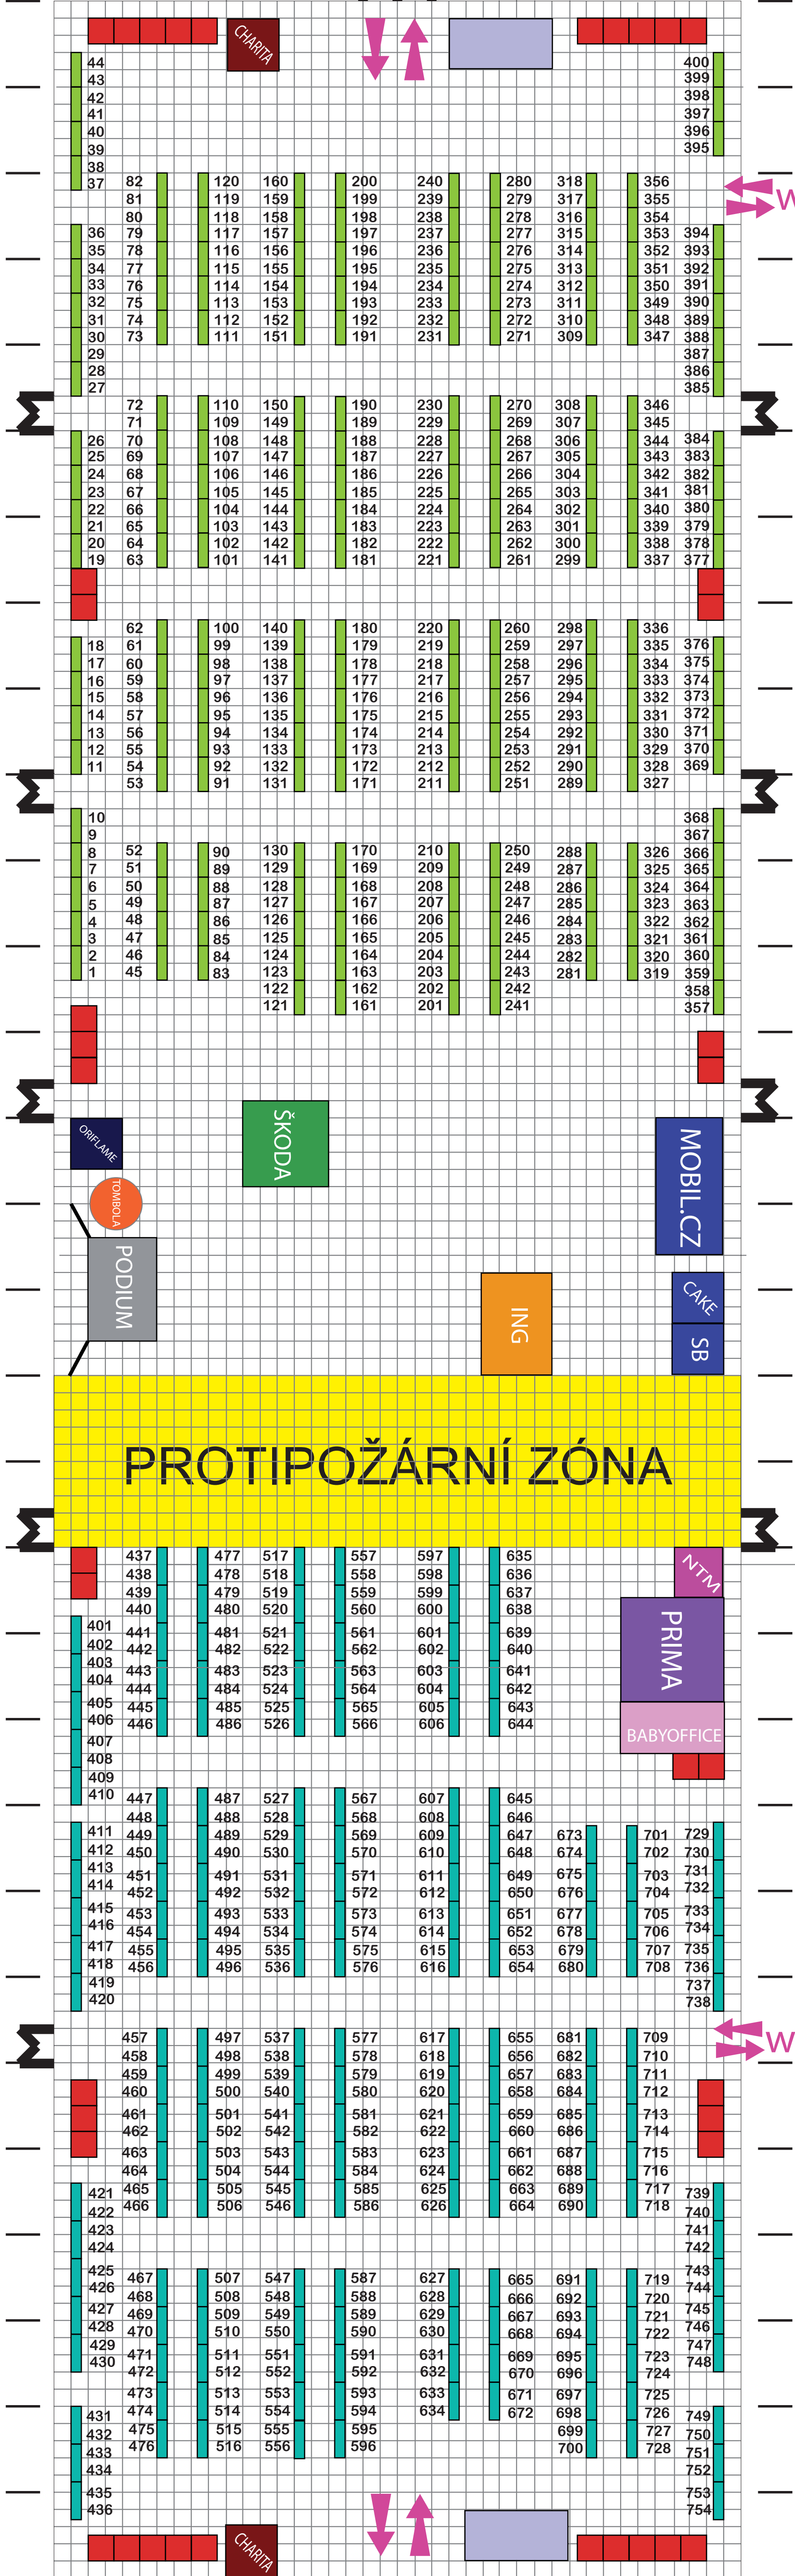 CHARITA
44 400
43 399
42 398
41 397
40 396
39 395
38
37 82 120 160 200 240 280 318 356
81 119 159 199 239 279 317 355 W
80 118 158 198 238 278 316 354
36 79 117 157 197 237 277 315 353 394
35 78 116 156 196 236 276 314 352 393
34 77 115 155 195 235 275 313 351 392
33 76 114 154 194 234 274 312 350 391
32 75 113 153 193 233 273 311 349 390
31 74 112 152 192 232 272 310 348 389
30 73 111 151 191 231 271 309 347 388
29 387
28 386
27 385
72 110 150 190 230 270 308 346
71 109 149 189 229 269 307 345
26 70 108 148 188 228 268 306 344 384
25 69 107 147 187 227 267 305 343 383
24 68 106 146 186 226 266 304 342 382
23 67 105 145 185 225 265 303 341 381
22 66 104 144 184 224 264 302 340 380
21 65 103 143 183 223 263 301 339 379
20 64 102 142 182 222 262 300 338 378
19 63 101 141 181 221 261 299 337 377
62 100 140 180 220 260 298 336
18 61 99 139 179 219 259 297 335 376
17 60 98 138 178 218 258 296 334 375
16 59 97 137 177 217 257 295 333 374
15 58 96 136 176 216 256 294 332 373
14 57 95 135 175 215 255 293 331 372
13 56 94 134 174 214 254 292 330 371
12 55 93 133 173 213 253 291 329 370
11 54 92 132 172 212 252 290 328 369
53 91 131 171 211 251 289 327
10 368
9 367
8 52 90 130 170 210 250 288 326 366
7 51 89 129 169 209 249 287 325 365
6 50 88 128 168 208 248 286 324 364
5 49 87 127 167 207 247 285 323 363
4 48 86 126 166 206 246 284 322 362
3 47 85 125 165 205 245 283 321 361
2 46 84 124 164 204 244 282 320 360
1 45 83 123 163 203 243 281 319 359
122 162 202 242 358
121 161 201 241 357
ORIFLAME
ŠKODA
MOBIL.CZ
TOMBOLA
PODIUM
ING
CAKE
SB
PROTIPOŽÁRNÍ ZÓNA
437 477 517 557 597 635
438 478 518 558 598 636
NTM
439 479 519 559 599 637
440 480 520 560 600 638
401
441 481 521 561 601 639
402 442 482 522 562 602 640
PRIMA
403 443 483 523 563 603 641
404 444 484 524 564 604 642
405 445 485 525 565 605 643
406 446 486 526 566 606 644
BABYOFFICE
407
408
409
410 447 487 527 567 607 645
448 488 528 568 608 646
411 449 489 529 569 609 647 673 701 729
412 450 490 530 570 610 648 674 702 730
413 451 491 531 571 611 649 675 703 731
414 452 492 532 572 612 650 676 704 732
415 453 493 533 573 613 651 677 705 733
416 454 494 534 574 614 652 678 706 734
417 455 495 535 575 615 653 679 707 735
418 456 496 536 576 616 654 680 708 736
419 737
420 738
457 497 537 577 617 655 681 709 W
458 498 538 578 618 656 682 710
459 499 539 579 619 657 683 711
460 500 540 580 620 658 684 712
461 501 541 581 621 659 685 713
462 502 542 582 622 660 686 714
463 503 543 583 623 661 687 715
464 504 544 584 624 662 688 716
421 465 505 545 585 625 663 689 717 739
422 466 506 546 586 626 664 690 718 740
423 741
424 742
425 467 507 547 587 627 665 691 719 743
426 468 508 548 588 628 666 692 720 744
427 469 509 549 589 629 667 693 721 745
428 470 510 550 590 630 668 694 722 746
429 471 511 551 591 631 669 695 723 747
430 472 512 552 592 632 670 696 724 748
473 513 553 593 633 671 697 725
431 474 514 554 594 634 672 698 726 749
432 475 515 555 595 699 727 750
433 476 516 556 596 700 728 751
434 752
435 753
436 754
CHARITA